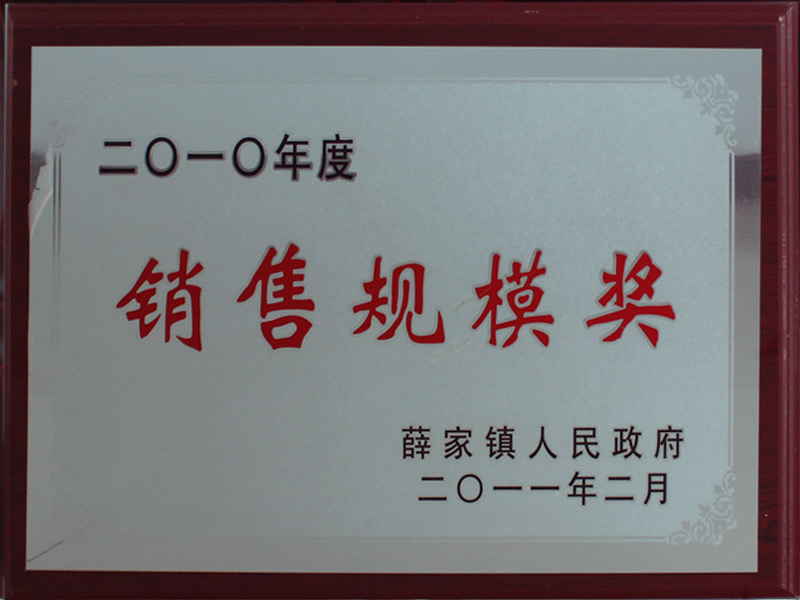 二〇一〇年度
销售规模奖
薛家镇人民政府
二〇一一年二月